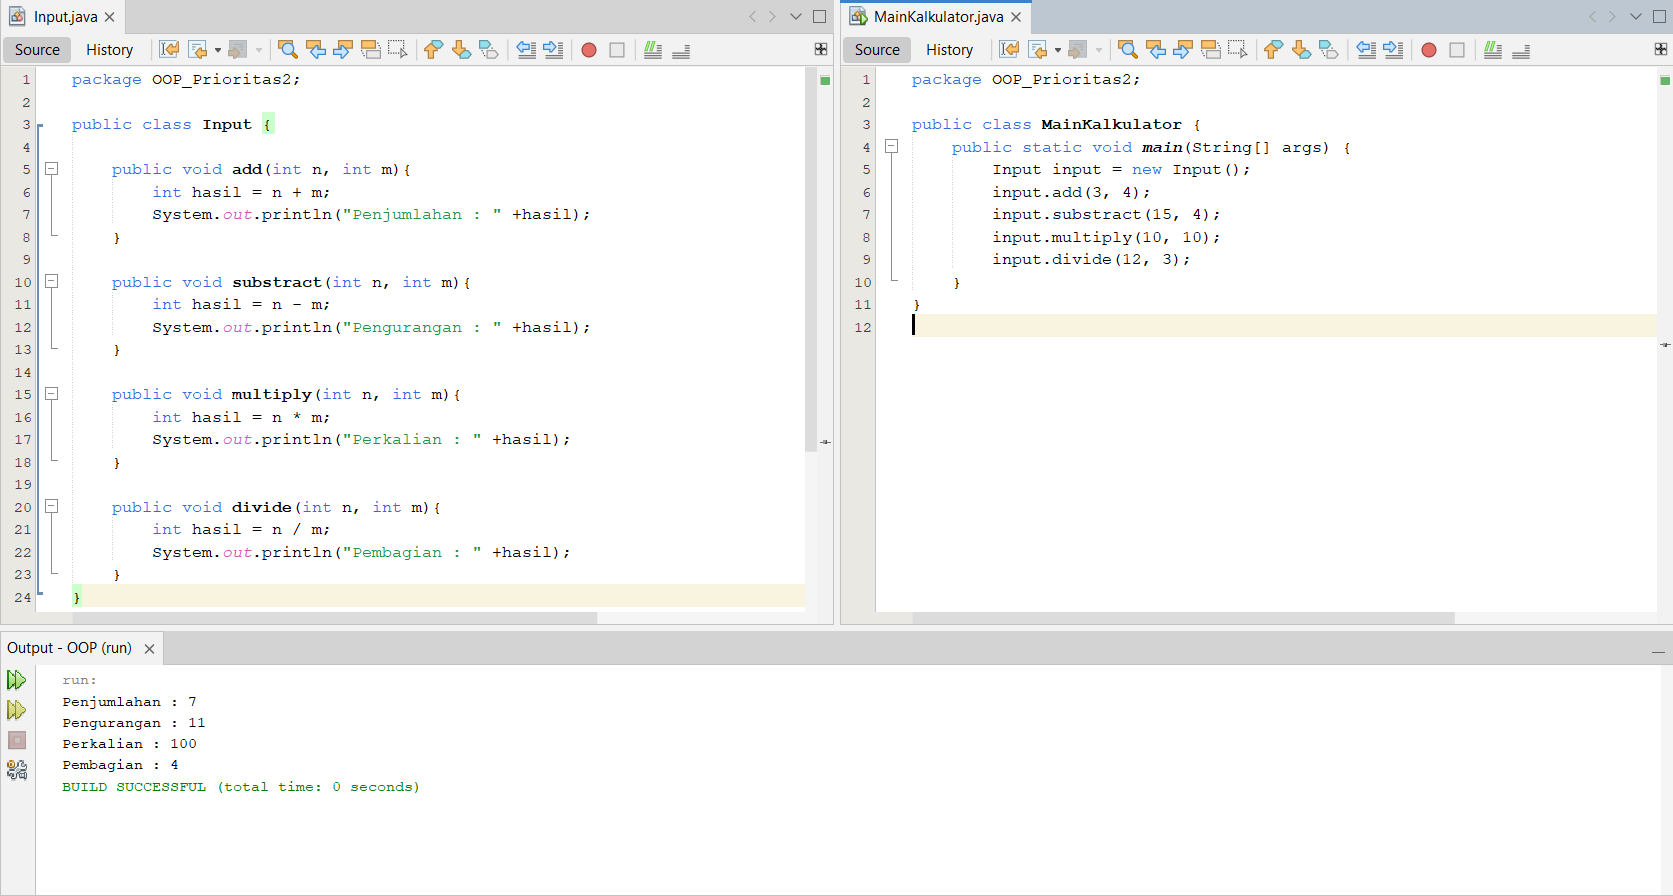 Input.java
Source History
1 package OOP_Prioritas2;
2
3 public class Input {
4
5     public void add(int n, int m){
6         int hasil = n + m;
7         System.out.println("Penjumlahan : " +hasil);
8     }
9
10     public void substract(int n, int m){
11         int hasil = n - m;
12         System.out.println("Pengurangan : " +hasil);
13     }
14
15     public void multiply(int n, int m){
16         int hasil = n * m;
17         System.out.println("Perkalian : " +hasil);
18     }
19
20     public void divide(int n, int m){
21         int hasil = n / m;
22         System.out.println("Pembagian : " +hasil);
23     }
24 }
MainKalkulator.java
Source History
1 package OOP_Prioritas2;
2
3 public class MainKalkulator {
4     public static void main(String[] args) {
5         Input input = new Input();
6         input.add(3, 4);
7         input.substract(15, 4);
8         input.multiply(10, 10);
9         input.divide(12, 3);
10     }
11 }
12
Output - OOP (run)
run:
Penjumlahan : 7
Pengurangan : 11
Perkalian : 100
Pembagian : 4
BUILD SUCCESSFUL (total time: 0 seconds)